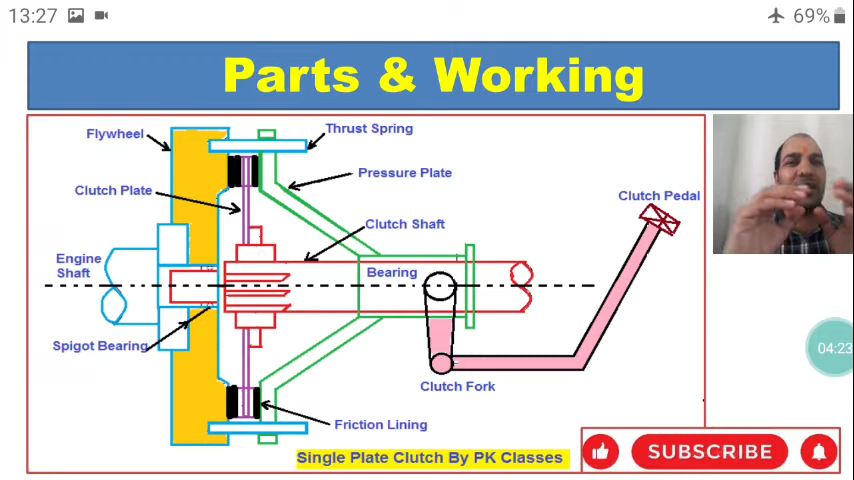 13:27
69%
Parts & Working
Flywheel
Thrust Spring
Pressure Plate
Clutch Plate
Clutch Pedal
Clutch Shaft
Engine
Shaft
Bearing
Spigot Bearing
04:23
Clutch Fork
Friction Lining
Single Plate Clutch By PK Classes
SUBSCRIBE